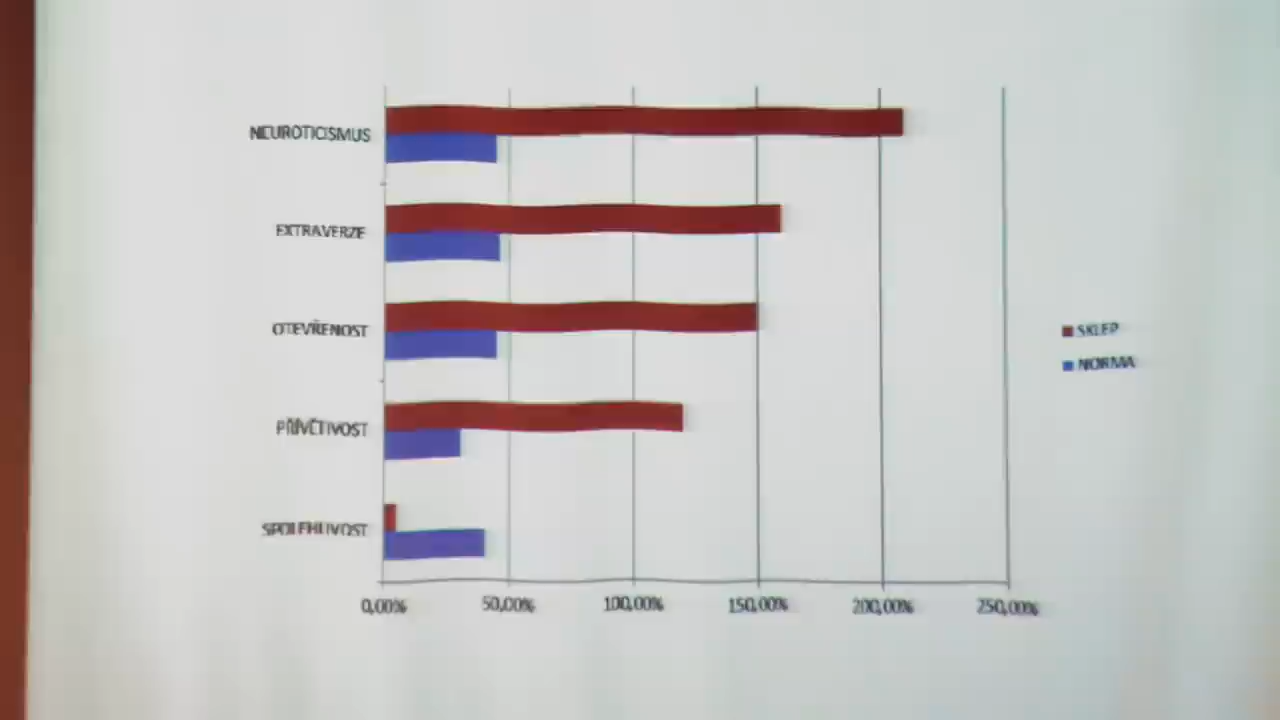 NEUROTICISMUS
EXTRAVERZE
OTEVŘENOST
PŘÍVĚTIVOST
SPOLEHLIVOST
0,00% 50,00% 100,00% 150,00% 200,00% 250,00%
SKLEP
NORMA